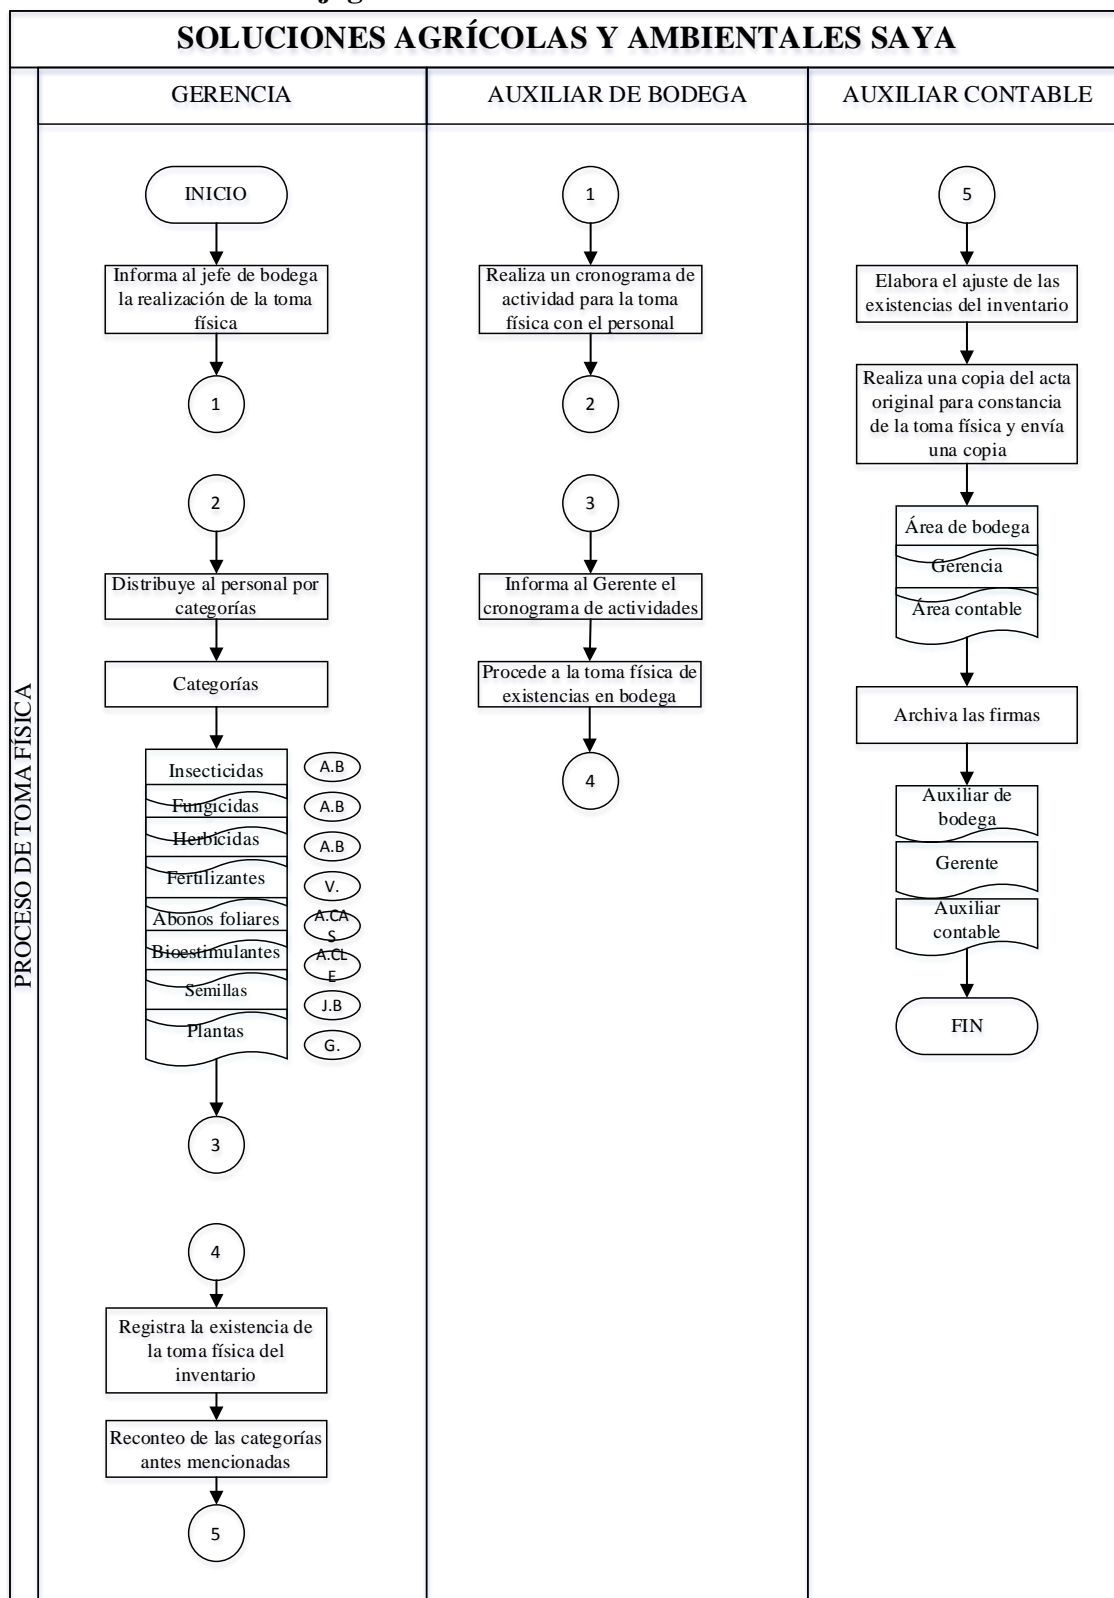 SOLUCIONES AGRÍCOLAS Y AMBIENTALES SAYA
PROCESO DE TOMA FÍSICA
GERENCIA
INICIO
Informa al jefe de bodega
la realización de la toma
física
1
2
Distribuye al personal por
categorías
Categorías
Insecticidas
A.B
Fungicidas
A.B
Herbicidas
A.B
Fertilizantes
V.
Abonos foliares
A.CA
S
Bioestimulantes
A.CL
E
Semillas
J.B
Plantas
G.
3
4
Registra la existencia de
la toma física del
inventario
Reconteo de las categorías
antes mencionadas
5
AUXILIAR DE BODEGA
1
Realiza un cronograma de
actividad para la toma
física con el personal
2
3
Informa al Gerente el
cronograma de actividades
Procede a la toma física de
existencias en bodega
4
AUXILIAR CONTABLE
5
Elabora el ajuste de las
existencias del inventario
Realiza una copia del acta
original para constancia
de la toma física y envía
una copia
Área de bodega
Gerencia
Área contable
Archiva las firmas
Auxiliar de
bodega
Gerente
Auxiliar
contable
FIN